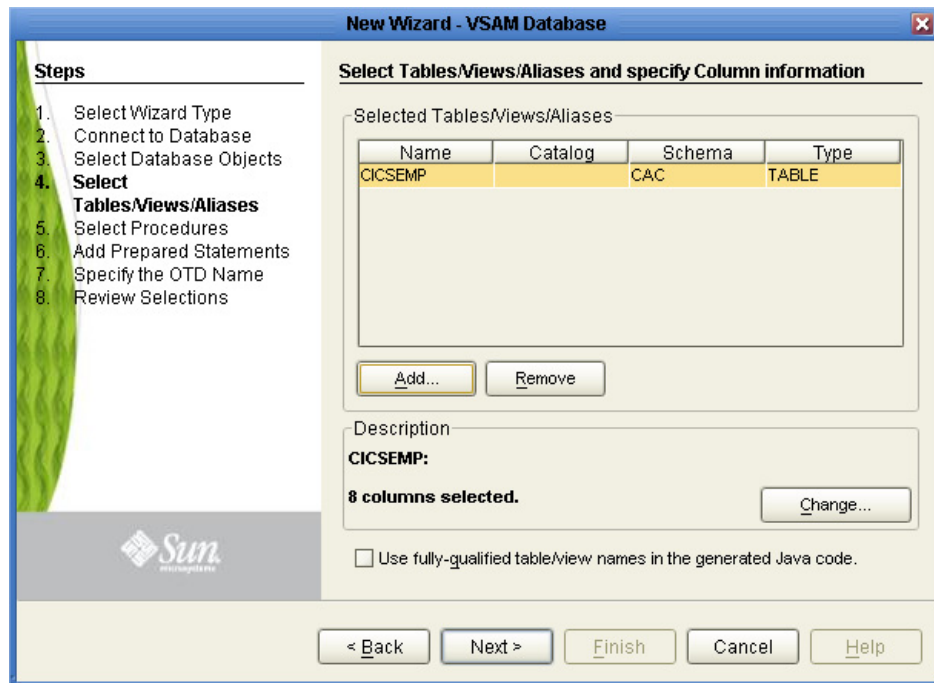 New Wizard - VSAM Database
Steps
1. Select Wizard Type
2. Connect to Database
3. Select Database Objects
4. Select
Tables/Views/Aliases
5. Select Procedures
6. Add Prepared Statements
7. Specify the OTD Name
8. Review Selections
Sun
microsystems
Select Tables/Views/Aliases and specify Column information
Selected Tables/Views/Aliases
Name Catalog Schema Type
CICSEMP CAC TABLE
Add... Remove
Description
CICSEMP:
8 columns selected.
Change...
Use fully-qualified table/view names in the generated Java code.
< Back Next > Finish Cancel Help